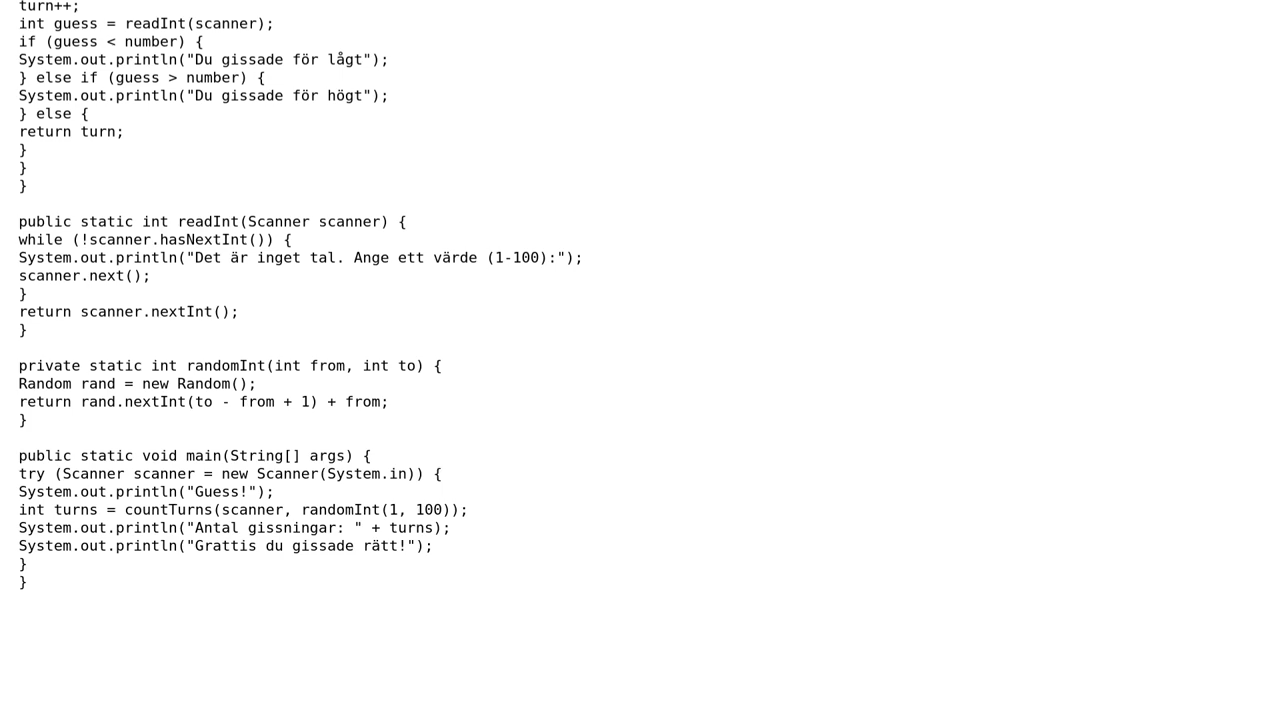 turn++;
int guess = readInt(scanner);
if (guess < number) {
System.out.println("Du gissade för lågt");
} else if (guess > number) {
System.out.println("Du gissade för högt");
} else {
return turn;
}
}
}

public static int readInt(Scanner scanner) {
while (!scanner.hasNextInt()) {
System.out.println("Det är inget tal. Ange ett värde (1-100):");
scanner.next();
}
return scanner.nextInt();
}

private static int randomInt(int from, int to) {
Random rand = new Random();
return rand.nextInt(to - from + 1) + from;
}

public static void main(String[] args) {
try (Scanner scanner = new Scanner(System.in)) {
System.out.println("Guess!");
int turns = countTurns(scanner, randomInt(1, 100));
System.out.println("Antal gissningar: " + turns);
System.out.println("Grattis du gissade rätt!");
}
}